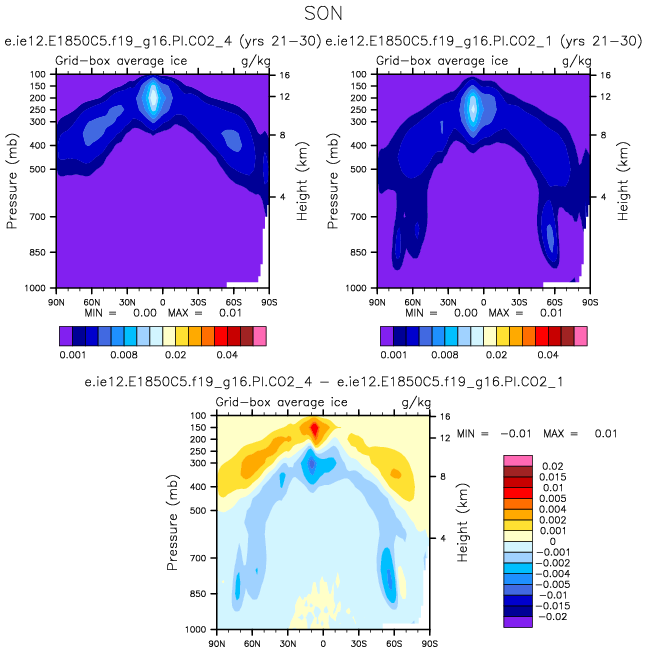 SON
e.ie12.E1850C5.f19_g16.PI.CO2_4 (yrs 21-30) e.ie12.E1850C5.f19_g16.PI.CO2_1 (yrs 21-30)
Grid-box average ice g/kg Grid-box average ice g/kg
100 16 100 16
150 150
200 12 200 12
250 250
300 300
8 8
400 400
500 500
4 4
700 700
850 850
1000 1000
Pressure (mb) Height (km) Pressure (mb) Height (km)
90N 60N 30N 0 30S 60S 90S 90N 60N 30N 0 30S 60S 90S
MIN = 0.00 MAX = 0.01 MIN = 0.00 MAX = 0.01
0.001 0.008 0.02 0.04 0.001 0.008 0.02 0.04
e.ie12.E1850C5.f19_g16.PI.CO2_4 - e.ie12.E1850C5.f19_g16.PI.CO2_1
Grid-box average ice g/kg
MIN = -0.01 MAX = 0.01
100 16
150
200 12
250
300
8
400
500
4
700
850
1000
Pressure (mb) Height (km)
90N 60N 30N 0 30S 60S 90S
0.02
0.015
0.01
0.005
0.004
0.002
0.001
0
-0.001
-0.002
-0.004
-0.005
-0.01
-0.015
-0.02